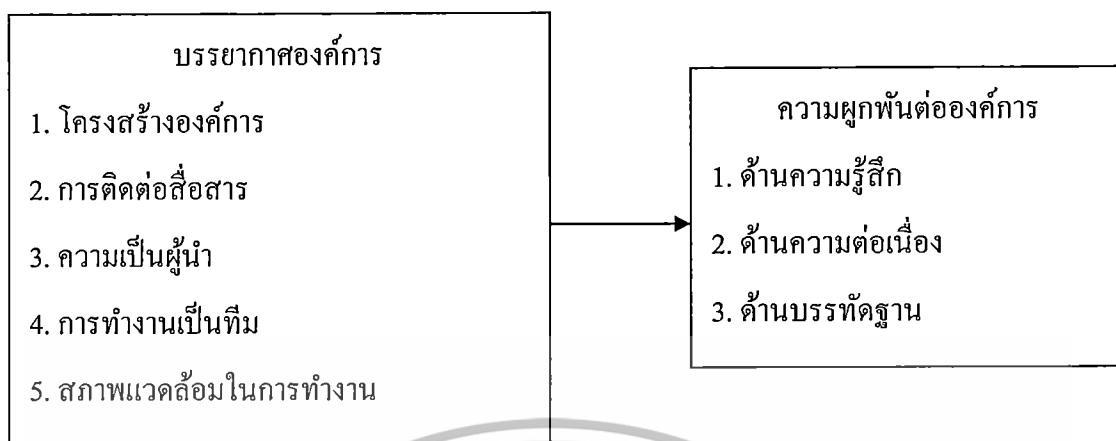 บรรยากาศองค์การ
1. โครงสร้างองค์การ
2. การติดต่อสื่อสาร
3. ความเป็นผู้นำ
4. การทำงานเป็นทีม
5. สภาพแวดล้อมในการทำงาน
ความผูกพันต่อองค์การ
1. ด้านความรู้สึก
2. ด้านความต่อเนื่อง
3. ด้านบรรทัดฐาน